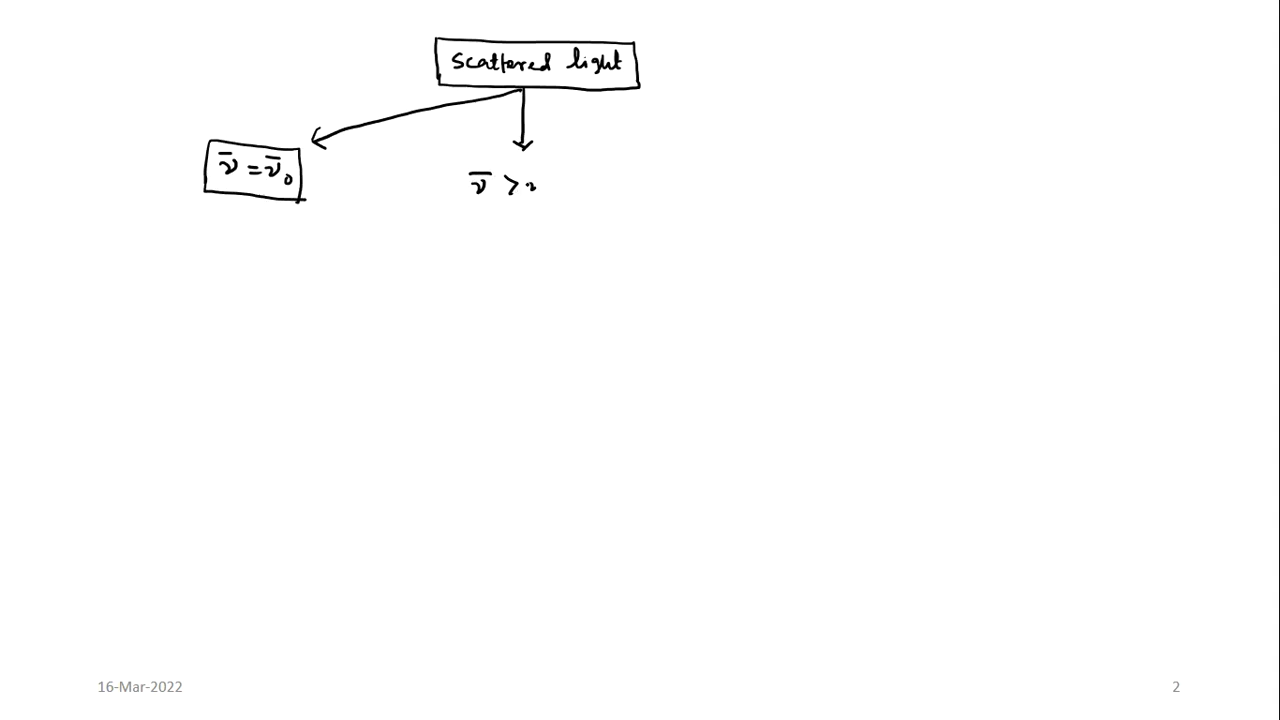 Scattered light
ν̄ = ν̄₀
ν̄ >
16-Mar-2022
2